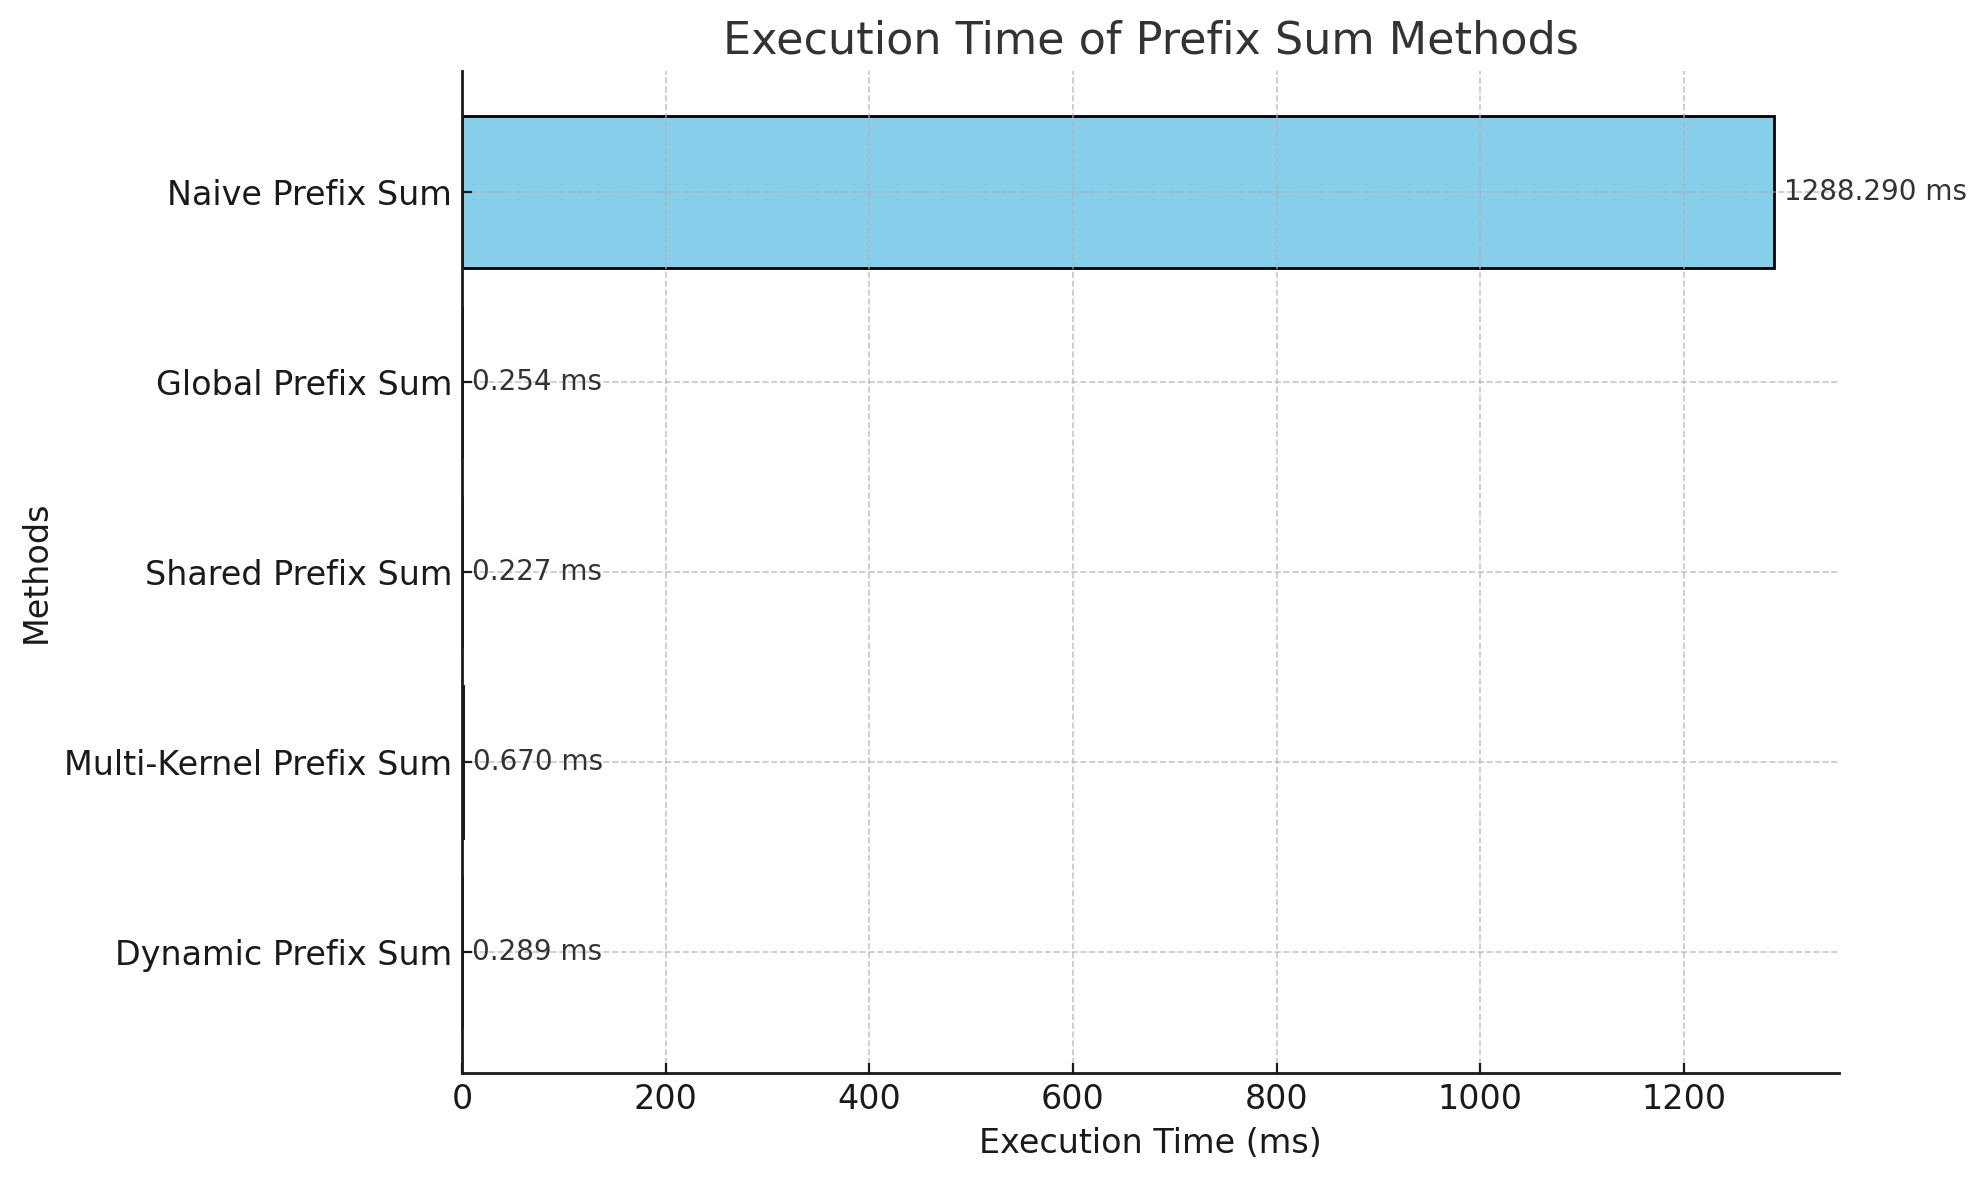 Execution Time of Prefix Sum Methods
Naive Prefix Sum
1288.290 ms
Global Prefix Sum
0.254 ms
Shared Prefix Sum
0.227 ms
Multi-Kernel Prefix Sum
0.670 ms
Dynamic Prefix Sum
0.289 ms
Methods
0 200 400 600 800 1000 1200
Execution Time (ms)